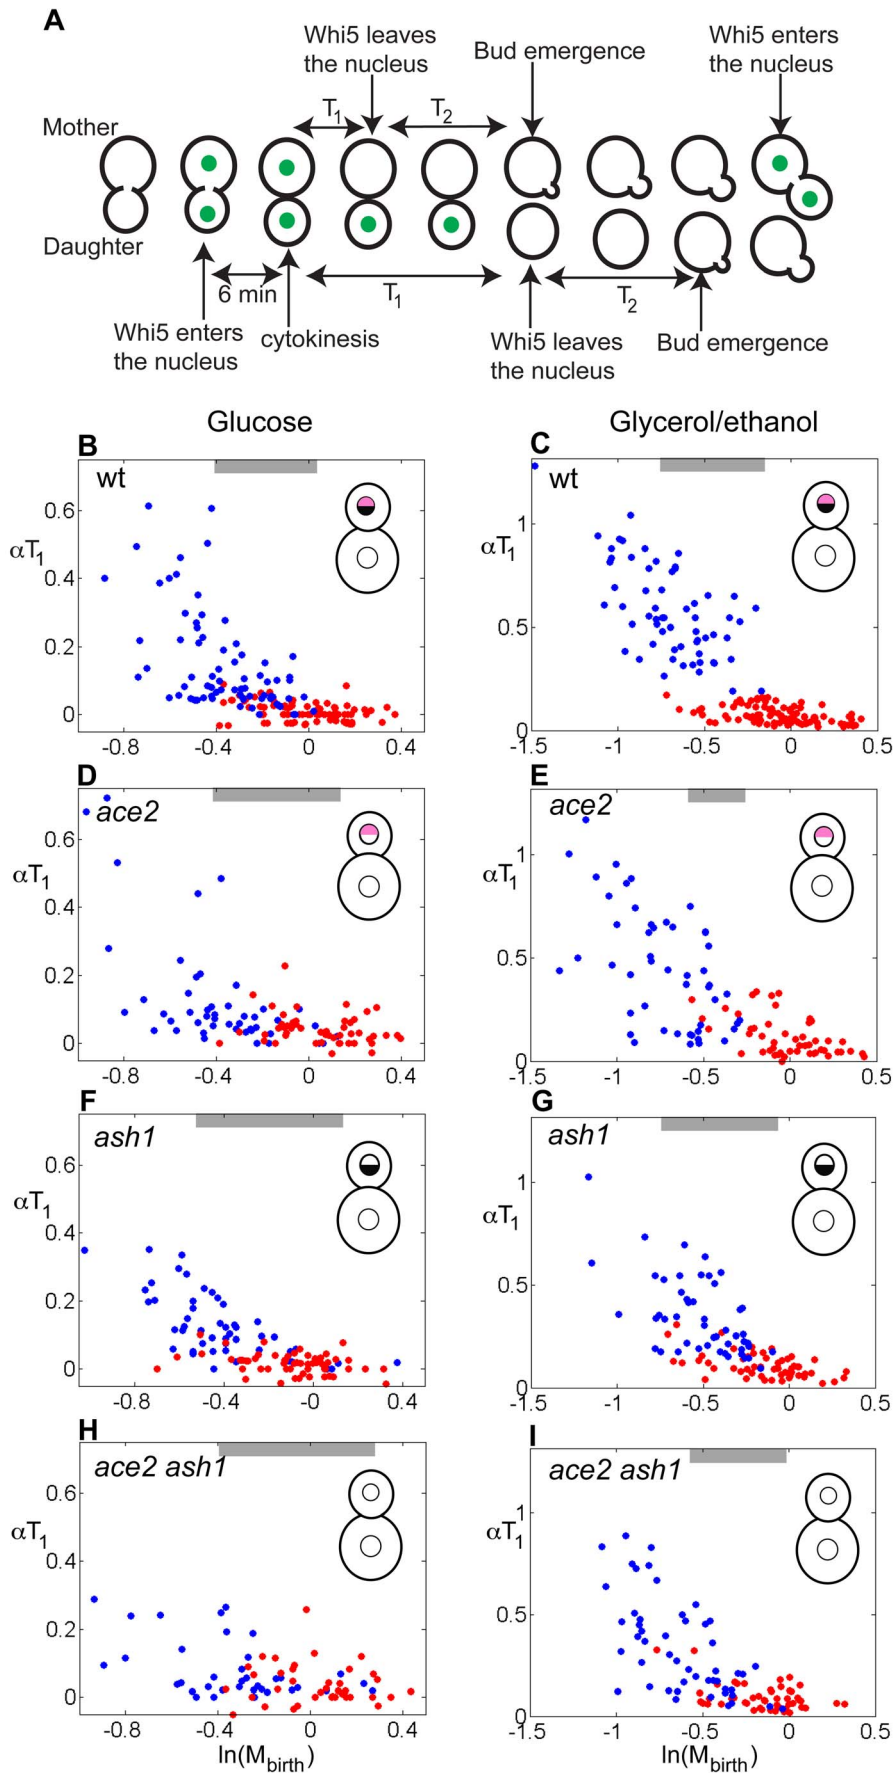 A
Whi5 leaves
the nucleus
Bud emergence
Whi5 enters
the nucleus
T1
T2
Mother
Daughter
6 min
T1
T2
Whi5 enters
the nucleus
cytokinesis
Whi5 leaves
the nucleus
Bud emergence
Glucose
Glycerol/ethanol
B
wt
αT1
0.6
0.4
0.2
0
-0.8
-0.4
0
0.4
C
wt
αT1
1
0.5
0
-1.5
-1
-0.5
0
0.5
D
ace2
αT1
0.6
0.4
0.2
0
-0.8
-0.4
0
0.4
E
ace2
αT1
1
0.5
0
-1.5
-1
-0.5
0
0.5
F
ash1
αT1
0.6
0.4
0.2
0
-0.8
-0.4
-0
0.4
G
ash1
αT1
1
0.5
0
-1.5
-1
-0.5
0
0.5
H
ace2 ash1
αT1
0.6
0.4
0.2
0
-0.8
-0.4
0
0.4
ln(Mbirth)
I
ace2 ash1
αT1
1
0.5
0
-1.5
-1
-0.5
0
0.5
ln(Mbirth)